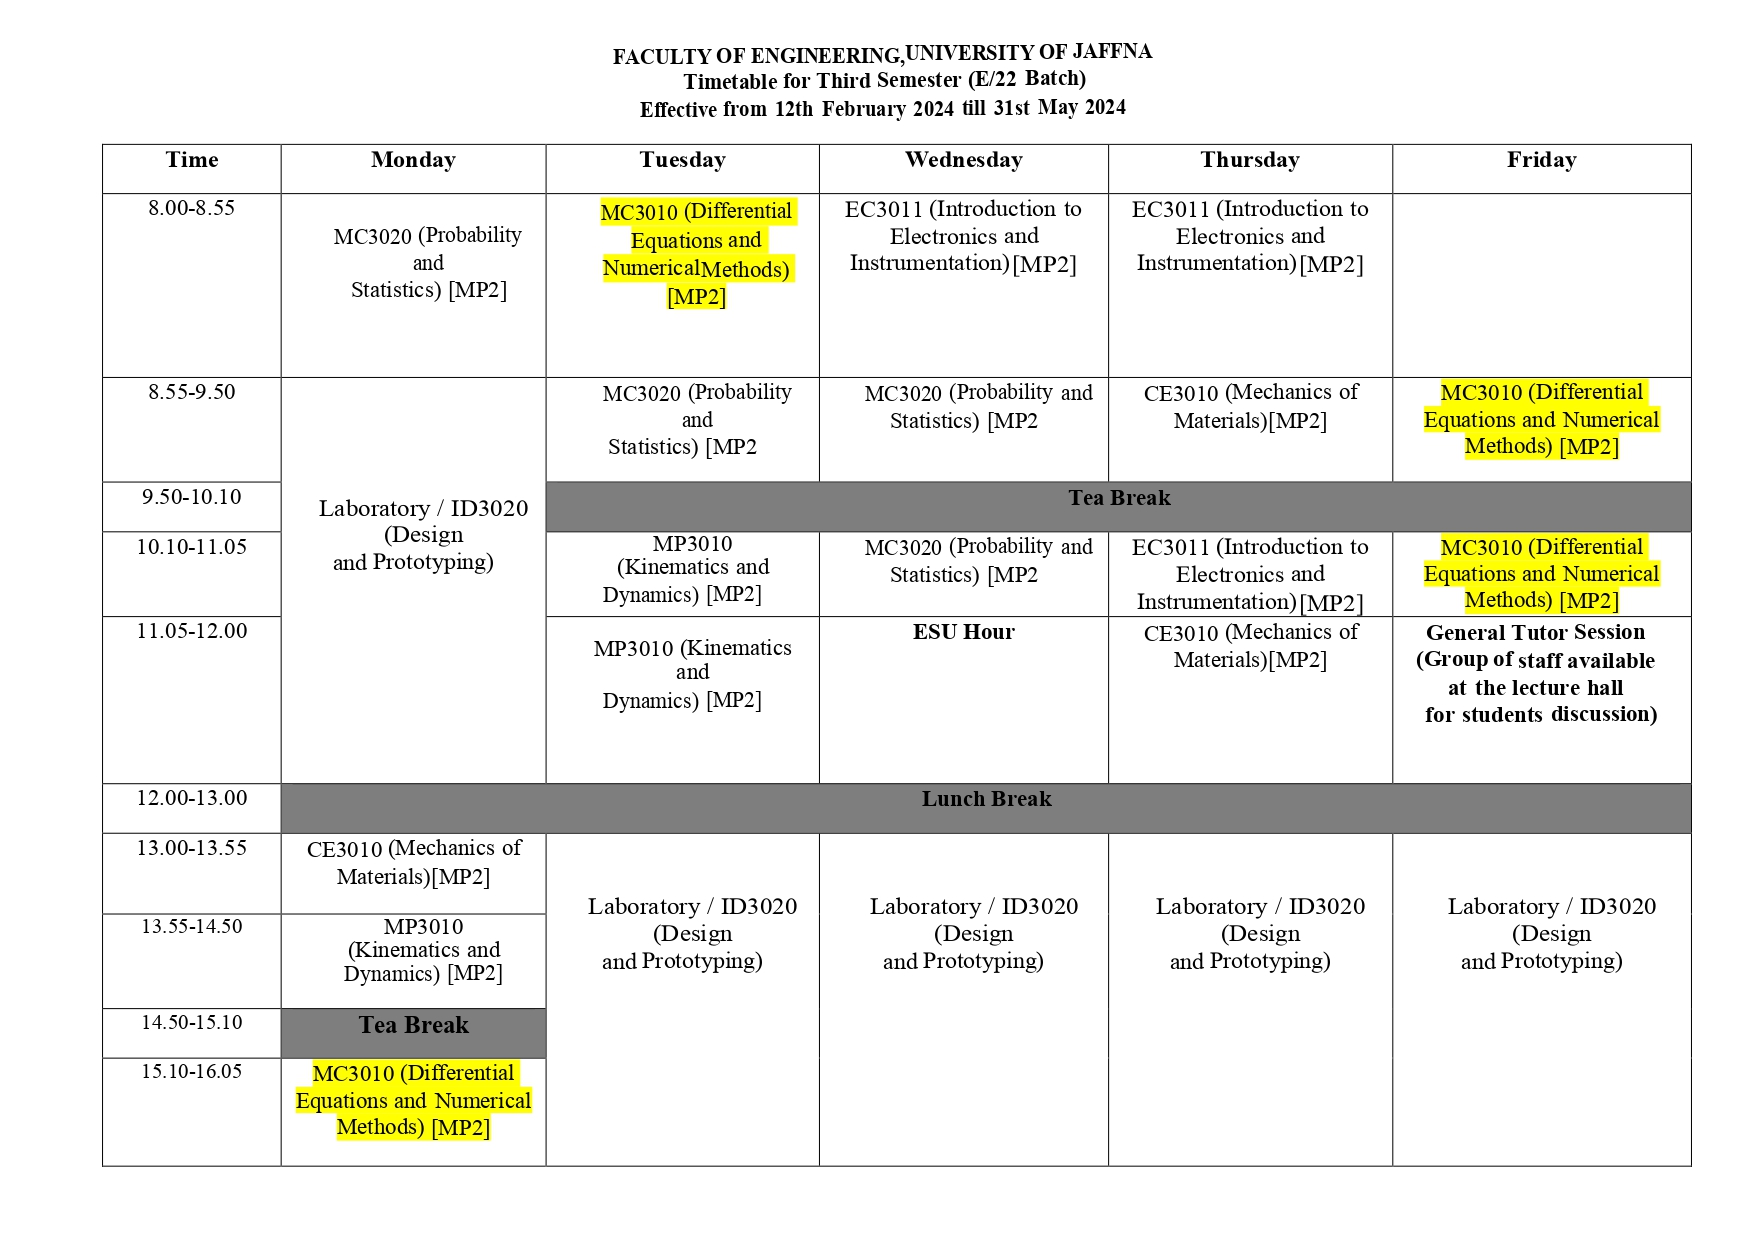 FACULTY OF ENGINEERING,UNIVERSITY OF JAFFNA
Timetable for Third Semester (E/22 Batch)
Effective from 12th February 2024 till 31st May 2024
Time
Monday
Tuesday
Wednesday
Thursday
Friday
8.00-8.55
MC3020 (Probability
and
Statistics) [MP2]
MC3010 (Differential
Equations and
NumericalMethods)
[MP2]
EC3011 (Introduction to
Electronics and
Instrumentation)[MP2]
EC3011 (Introduction to
Electronics and
Instrumentation)[MP2]
8.55-9.50
Laboratory / ID3020
(Design
and Prototyping)
MC3020 (Probability
and
Statistics) [MP2
MC3020 (Probability and
Statistics) [MP2
CE3010 (Mechanics of
Materials)[MP2]
MC3010 (Differential
Equations and Numerical
Methods) [MP2]
9.50-10.10
Tea Break
10.10-11.05
MP3010
(Kinematics and
Dynamics) [MP2]
MC3020 (Probability and
Statistics) [MP2
EC3011 (Introduction to
Electronics and
Instrumentation)[MP2]
MC3010 (Differential
Equations and Numerical
Methods) [MP2]
11.05-12.00
MP3010 (Kinematics
and
Dynamics) [MP2]
ESU Hour
CE3010 (Mechanics of
Materials)[MP2]
General Tutor Session
(Group of staff available
at the lecture hall
for students discussion)
12.00-13.00
Lunch Break
13.00-13.55
CE3010 (Mechanics of
Materials)[MP2]
Laboratory / ID3020
(Design
and Prototyping)
Laboratory / ID3020
(Design
and Prototyping)
Laboratory / ID3020
(Design
and Prototyping)
Laboratory / ID3020
(Design
and Prototyping)
13.55-14.50
MP3010
(Kinematics and
Dynamics) [MP2]
14.50-15.10
Tea Break
15.10-16.05
MC3010 (Differential
Equations and Numerical
Methods) [MP2]